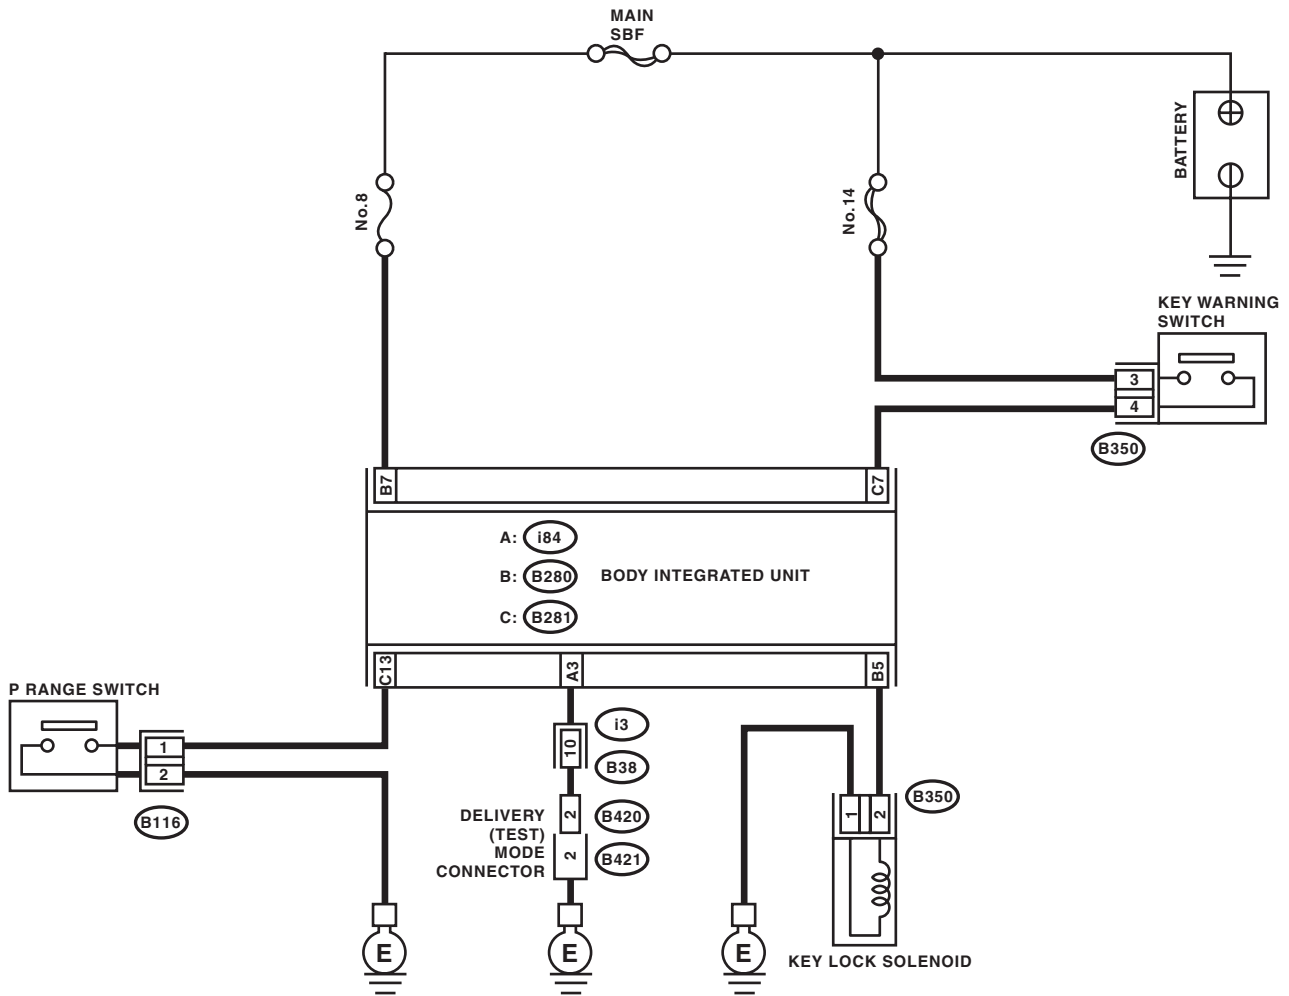 MAIN
SBF
BATTERY
No.8
No.14
KEY WARNING
SWITCH
3
4
B350
B7
C7
A: i84
B: B280 BODY INTEGRATED UNIT
C: B281
C13
A3
B5
P RANGE SWITCH
1
2
B116
i3
10
B38
B350
1
2
2
B420
DELIVERY
(TEST)
MODE
CONNECTOR
2
B421
E
E
E
KEY LOCK SOLENOID